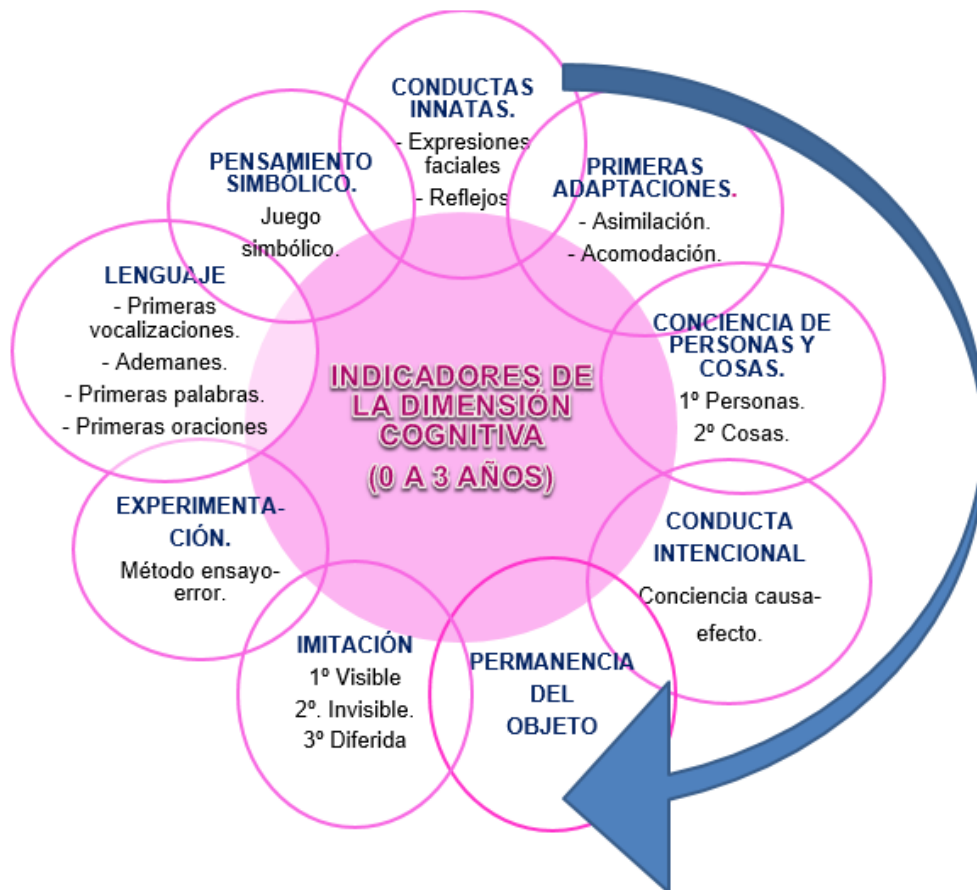 CONDUCTAS
INNATAS.
- Expresiones
faciales
- Reflejos
PRIMERAS
ADAPTACIONES.
- Asimilación.
- Acomodación.
CONCIENCIA DE
PERSONAS Y
COSAS.
1º Personas.
2º Cosas.
CONDUCTA
INTENCIONAL
Conciencia causa-
efecto.
PERMANENCIA
DEL
OBJETO
IMITACIÓN
1º Visible
2º. Invisible.
3º Diferida
EXPERIMENTA-
CIÓN.
Método ensayo-
error.
LENGUAJE
- Primeras
vocalizaciones.
- Ademanes.
- Primeras palabras.
- Primeras oraciones
PENSAMIENTO
SIMBÓLICO.
Juego
simbólico.
INDICADORES DE
LA DIMENSIÓN
COGNITIVA
(0 A 3 AÑOS)